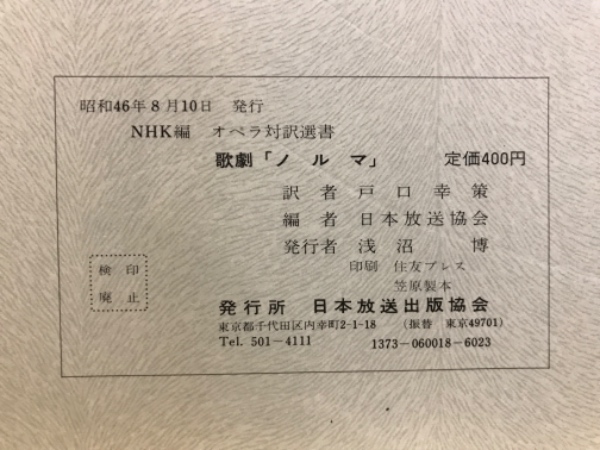 昭和46年8月10日 発行
NHK編 オペラ対訳選書
歌劇「ノルマ」 定価400円
訳者 戸口幸策
編者 日本放送協会
発行者 浅沼 博
印刷 住友プレス
笠原製本
検印
廃止
発行所 日本放送出版協会
東京都千代田区内幸町2-1-18 (振替 東京49701)
Tel. 501-4111 1373-060018-6023